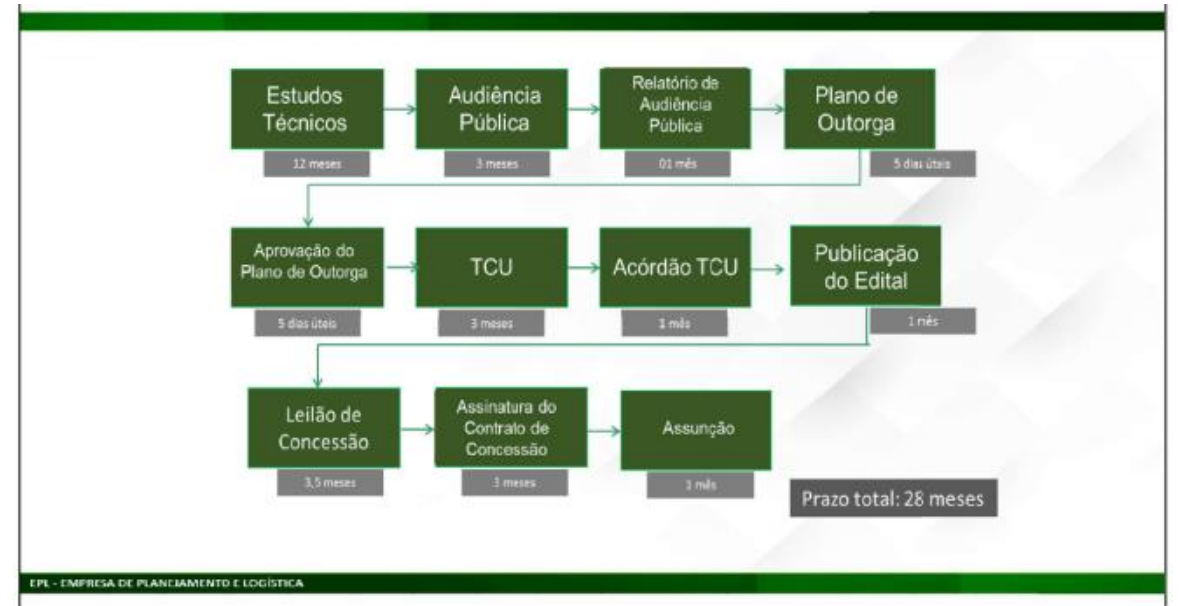 Estudos
Técnicos
12 meses
Audiência
Pública
3 meses
Relatório de
Audiência
Pública
01 mês
Plano de
Outorga
5 dias úteis
Aprovação do
Plano de Outorga
5 dias úteis
TCU
3 meses
Acórdão TCU
1 mês
Publicação
do Edital
1 mês
Leilão de
Concessão
3,5 meses
Assinatura do
Contrato de
Concessão
3 meses
Assunção
1 mês
Prazo total: 28 meses
EPL - EMPRESA DE PLANEJAMENTO E LOGÍSTICA